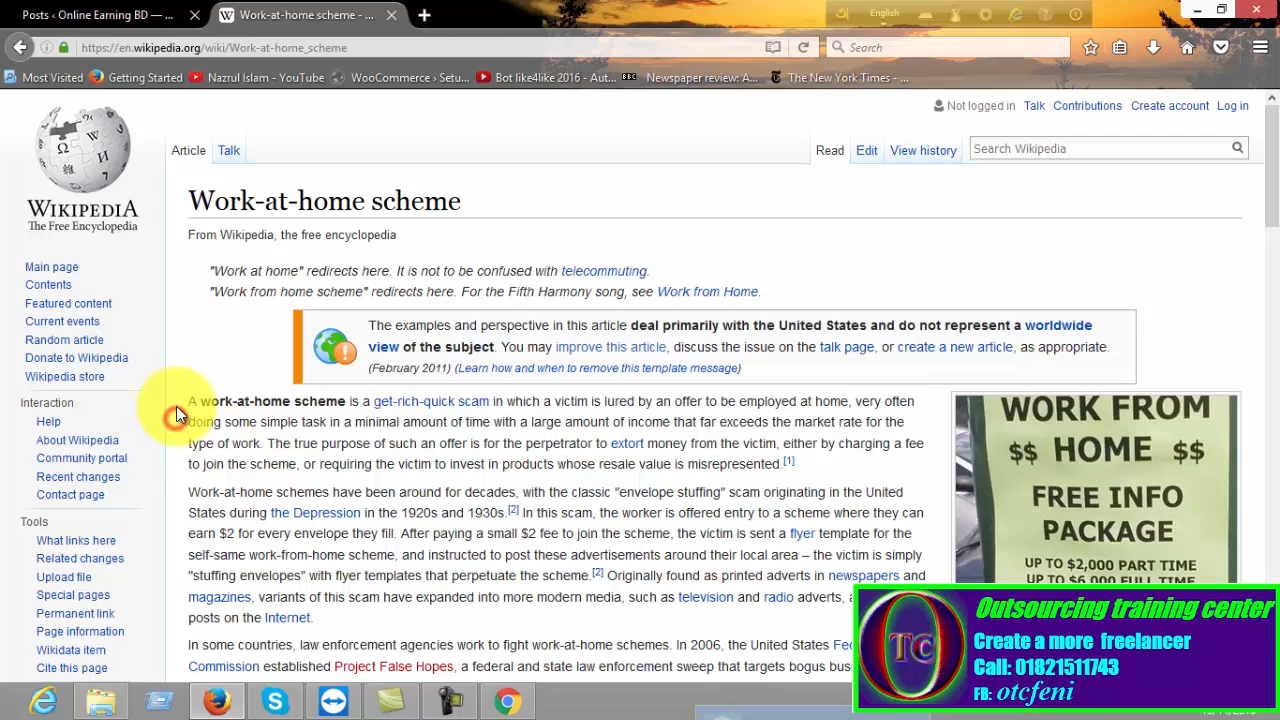 Posts ‹ Online Earning BD — ...
Work-at-home scheme - ...
English
https://en.wikipedia.org/wiki/Work-at-home_scheme
Search
Most Visited
Getting Started
Nazrul Islam - YouTube
WooCommerce › Setu...
Bot like4like 2016 - Aut...
BBC
Newspaper review: A...
The New York Times - ...
Not logged in Talk Contributions Create account Log in
Article Talk
Read Edit View history
Search Wikipedia
WIKIPEDIA
The Free Encyclopedia
Main page
Contents
Featured content
Current events
Random article
Donate to Wikipedia
Wikipedia store
Interaction
Help
About Wikipedia
Community portal
Recent changes
Contact page
Tools
What links here
Related changes
Upload file
Special pages
Permanent link
Page information
Wikidata item
Cite this page
Work-at-home scheme
From Wikipedia, the free encyclopedia
"Work at home" redirects here. It is not to be confused with telecommuting.
"Work from home scheme" redirects here. For the Fifth Harmony song, see Work from Home.
The examples and perspective in this article deal primarily with the United States and do not represent a worldwide
view of the subject. You may improve this article, discuss the issue on the talk page, or create a new article, as appropriate.
(February 2011) (Learn how and when to remove this template message)
A work-at-home scheme is a get-rich-quick scam in which a victim is lured by an offer to be employed at home, very often
doing some simple task in a minimal amount of time with a large amount of income that far exceeds the market rate for the
type of work. The true purpose of such an offer is for the perpetrator to extort money from the victim, either by charging a fee
to join the scheme, or requiring the victim to invest in products whose resale value is misrepresented.[1]
Work-at-home schemes have been around for decades, with the classic "envelope stuffing" scam originating in the United
States during the Depression in the 1920s and 1930s.[2] In this scam, the worker is offered entry to a scheme where they can
earn $2 for every envelope they fill. After paying a small $2 fee to join the scheme, the victim is sent a flyer template for the
self-same work-from-home scheme, and instructed to post these advertisements around their local area – the victim is simply
"stuffing envelopes" with flyer templates that perpetuate the scheme.[2] Originally found as printed adverts in newspapers and
magazines, variants of this scam have expanded into more modern media, such as television and radio adverts,
posts on the Internet.
In some countries, law enforcement agencies work to fight work-at-home schemes. In 2006, the United States
Commission established Project False Hopes, a federal and state law enforcement sweep that targets bogus
WORK FROM
$$ HOME $$
FREE INFO
PACKAGE
UP TO $2,000 PART TIME
UP TO $6,000 FULL TIME
OTC
Outsourcing training center
Create a more freelancer
Call: 01821511743
FB: otcfeni